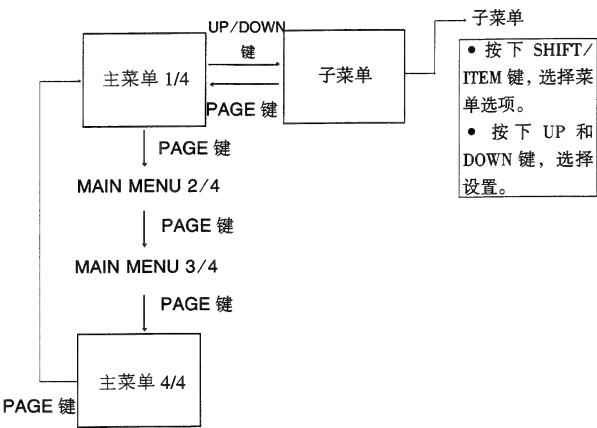 UP/DOWN
键
主菜单 1/4
子菜单
PAGE 键
子菜单
● 按下 SHIFT/
ITEM 键，选择菜
单选项。
● 按下 UP 和
DOWN 键，选择
设置。
PAGE 键
MAIN MENU 2/4
PAGE 键
MAIN MENU 3/4
PAGE 键
主菜单 4/4
PAGE 键